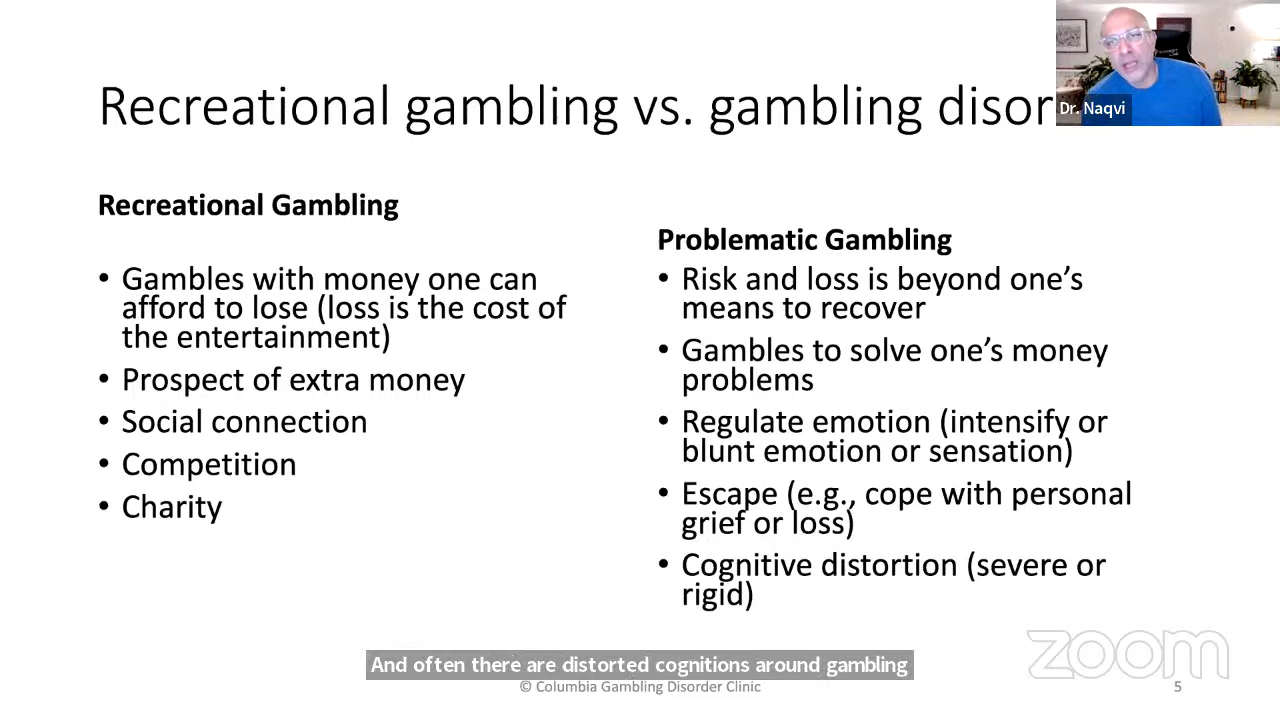 Recreational gambling vs. gambling disor
Dr. Naqvi
Recreational Gambling
• Gambles with money one can
afford to lose (loss is the cost of
the entertainment)
• Prospect of extra money
• Social connection
• Competition
• Charity
Problematic Gambling
• Risk and loss is beyond one’s
means to recover
• Gambles to solve one’s money
problems
• Regulate emotion (intensify or
blunt emotion or sensation)
• Escape (e.g., cope with personal
grief or loss)
• Cognitive distortion (severe or
rigid)
And often there are distorted cognitions around gambling
© Columbia Gambling Disorder Clinic
5
zoom